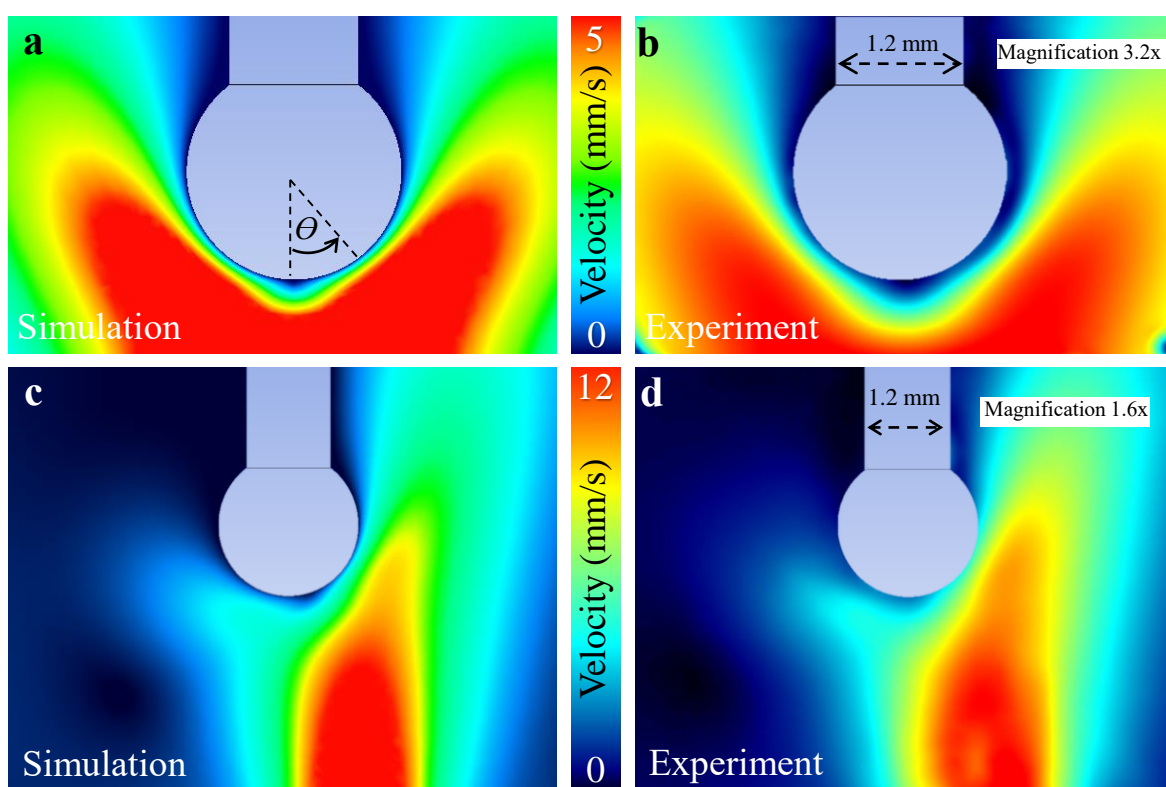 a
Θ
Simulation
5
Velocity (mm/s)
0
b
1.2 mm
Magnification 3.2x
Experiment
c
Simulation
12
Velocity (mm/s)
0
d
1.2 mm
Magnification 1.6x
Experiment